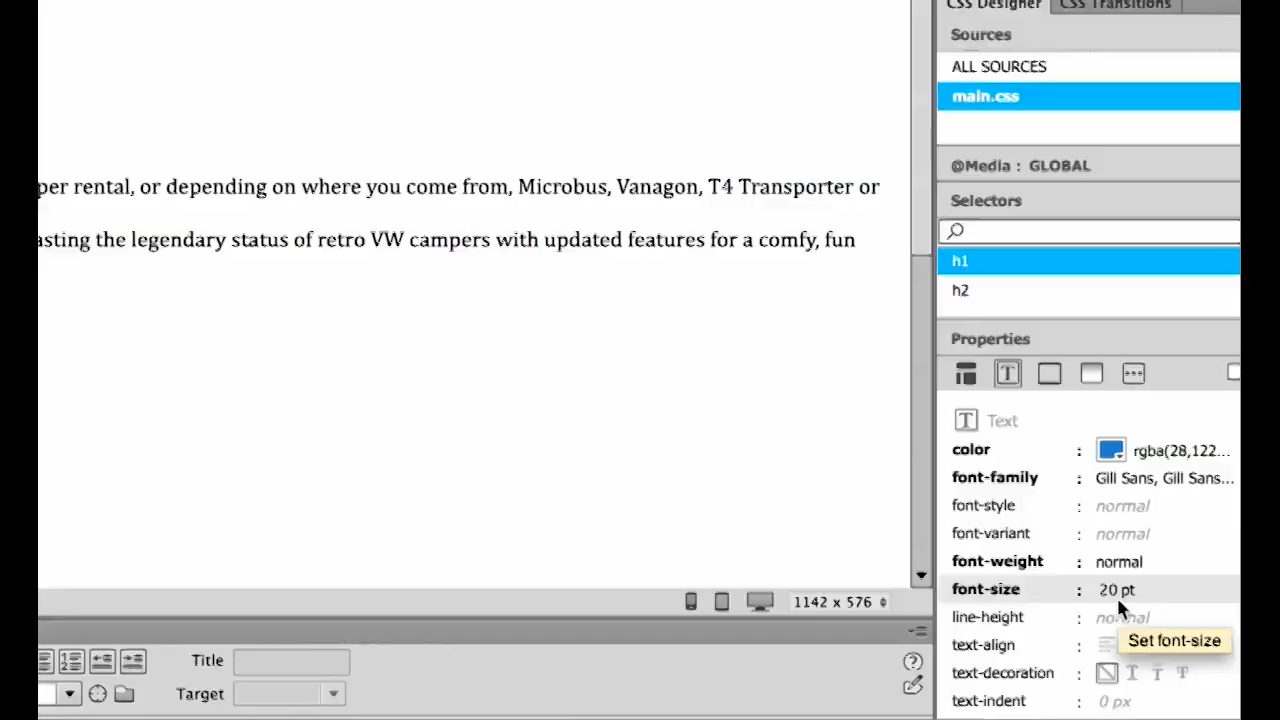 CSS Designer CSS Transitions
Sources
ALL SOURCES
main.css
per rental, or depending on where you come from, Microbus, Vanagon, T4 Transporter or
asting the legendary status of retro VW campers with updated features for a comfy, fun
@Media : GLOBAL
Selectors
h1
h2
Properties
T
T Text
color : rgba(28,122...
font-family : Gill Sans, Gill Sans...
font-style : normal
font-variant : normal
font-weight : normal
font-size : 20 pt
line-height : normal
Set font-size
text-align
text-decoration : T T T
text-indent : 0 px
1142 x 576
Title
Target